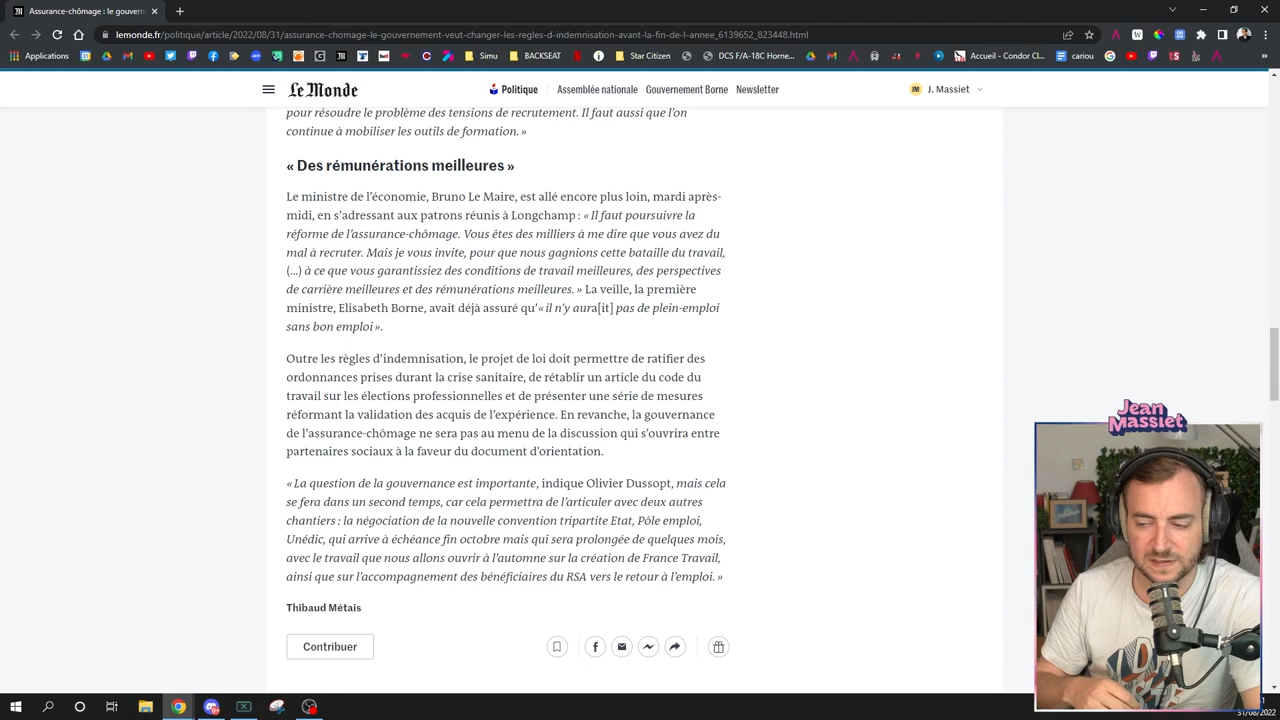 Assurance-chômage : le gouvern
lemonde.fr/politique/article/2022/08/31/assurance-chomage-le-gouvernement-veut-changer-les-regles-d-indemnisation-avant-la-fin-de-l-annee_6139652_823448.html
Applications
Simu
BACKSEAT
Star Citizen
DCS F/A-18C Horne...
Accueil - Condor Cl...
cariou
Le Monde
Politique
Assemblée nationale
Gouvernement Borne
Newsletter
JM
J. Massiet
pour résoudre le problème des tensions de recrutement. Il faut aussi que l’on
continue à mobiliser les outils de formation. »
« Des rémunérations meilleures »
Le ministre de l’économie, Bruno Le Maire, est allé encore plus loin, mardi après-
midi, en s’adressant aux patrons réunis à Longchamp : « Il faut poursuivre la
réforme de l’assurance-chômage. Vous êtes des milliers à me dire que vous avez du
mal à recruter. Mais je vous invite, pour que nous gagnions cette bataille du travail,
(…) à ce que vous garantissiez des conditions de travail meilleures, des perspectives
de carrière meilleures et des rémunérations meilleures. » La veille, la première
ministre, Elisabeth Borne, avait déjà assuré qu’« il n’y aura[it] pas de plein-emploi
sans bon emploi ».
Outre les règles d’indemnisation, le projet de loi doit permettre de ratifier des
ordonnances prises durant la crise sanitaire, de rétablir un article du code du
travail sur les élections professionnelles et de présenter une série de mesures
réformant la validation des acquis de l’expérience. En revanche, la gouvernance
de l’assurance-chômage ne sera pas au menu de la discussion qui s’ouvrira entre
partenaires sociaux à la faveur du document d’orientation.
« La question de la gouvernance est importante, indique Olivier Dussopt, mais cela
se fera dans un second temps, car cela permettra de l’articuler avec deux autres
chantiers : la négociation de la nouvelle convention tripartite Etat, Pôle emploi,
Unédic, qui arrive à échéance fin octobre mais qui sera prolongée de quelques mois,
avec le travail que nous allons ouvrir à l’automne sur la création de France Travail,
ainsi que sur l’accompagnement des bénéficiaires du RSA vers le retour à l’emploi. »
Thibaud Métais
Contribuer
Jean
Massiet
31/08/2022